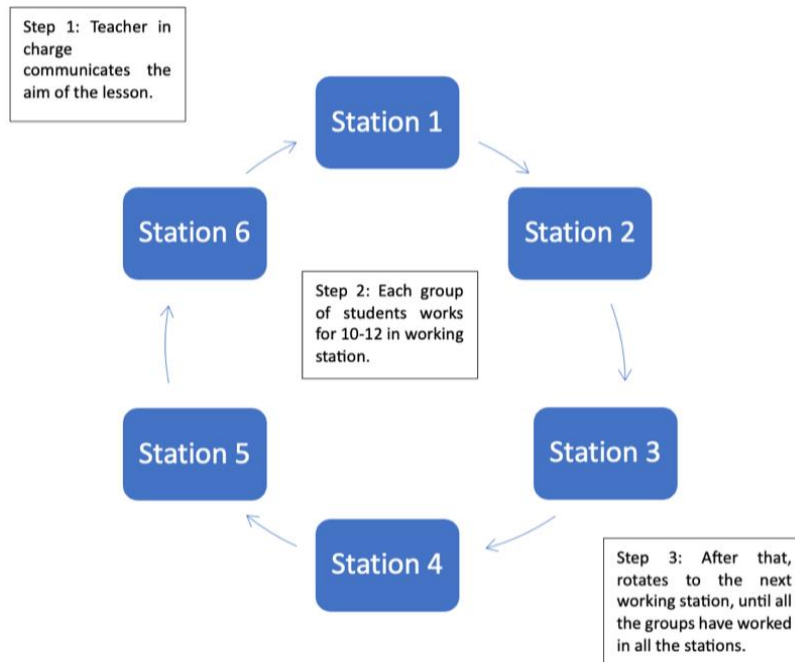 Step 1: Teacher in
charge
communicates the
aim of the lesson.
Station 1
Station 6
Station 2
Step 2: Each group
of students works
for 10-12 in working
station.
Station 5
Station 3
Station 4
Step 3: After that,
rotates to the next
working station, until all
the groups have worked
in all the stations.